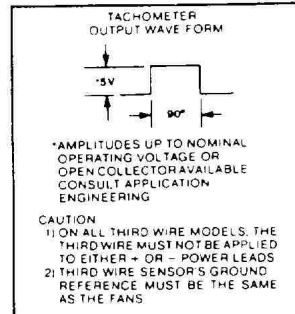 TACHOMETER
OUTPUT WAVE FORM
*5V
90°
*AMPLITUDES UP TO NOMINAL
OPERATING VOLTAGE OR
OPEN COLLECTOR AVAILABLE
CONSULT APPLICATION
ENGINEERING
CAUTION
1) ON ALL THIRD WIRE MODELS, THE
THIRD WIRE MUST NOT BE APPLIED
TO EITHER + OR - POWER LEADS
2) THIRD WIRE SENSOR'S GROUND
REFERENCE MUST BE THE SAME
AS THE FANS